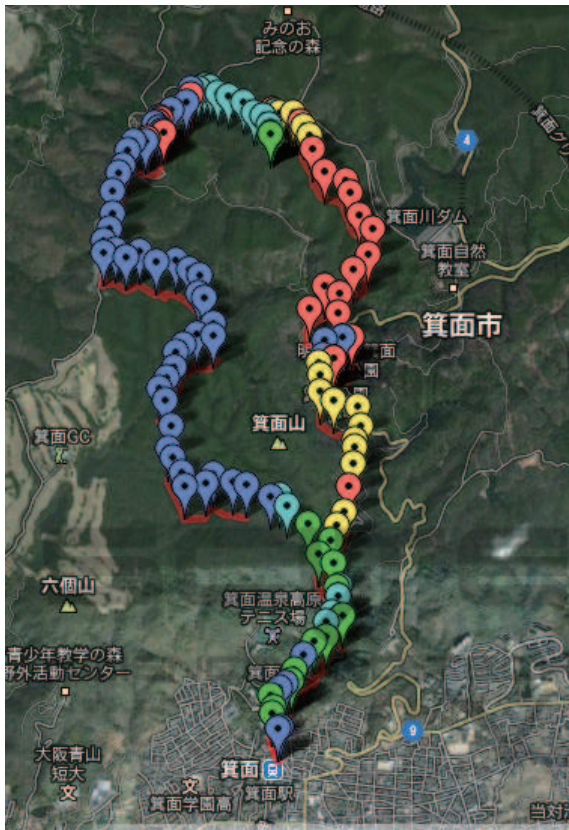 みのお
記念の森
4
箕面川ダム
箕面自然
教室
箕面市
箕面GC
箕面山
六個山
箕面温泉高原
テニス場
青少年教学の森
野外活動センター
9
大阪青山
短大
箕面
箕面学園高
箕面駅